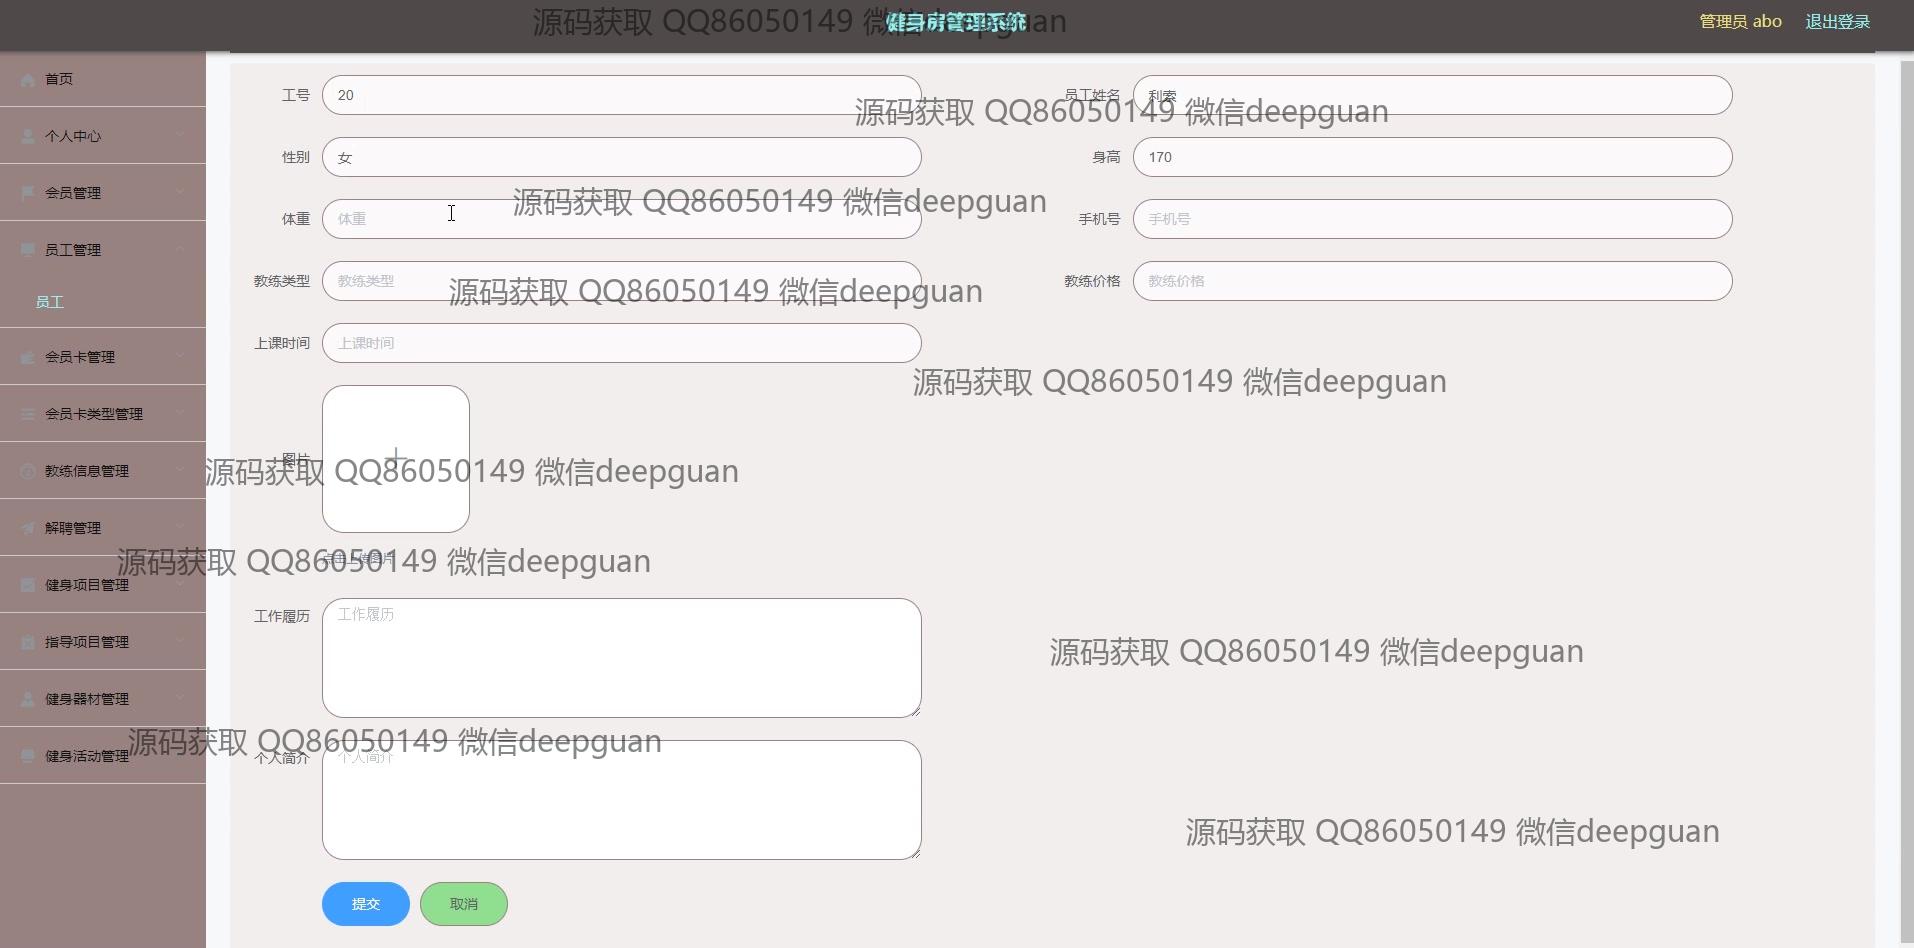 健身房管理系统
管理员 abo 退出登录
源码获取 QQ86050149 微信deepguan
首页
个人中心
会员管理
员工管理
员工
会员卡管理
会员卡类型管理
教练信息管理
解聘管理
健身项目管理
指导项目管理
健身器材管理
健身活动管理
工号 20
员工姓名 利索
源码获取 QQ86050149 微信deepguan
性别 女
身高 170
源码获取 QQ86050149 微信deepguan
体重 体重
手机号 手机号
教练类型 教练类型
教练价格 教练价格
源码获取 QQ86050149 微信deepguan
上课时间 上课时间
源码获取 QQ86050149 微信deepguan
图片
源码获取 QQ86050149 微信deepguan
点击上传图片
源码获取 QQ86050149 微信deepguan
工作履历 工作履历
源码获取 QQ86050149 微信deepguan
源码获取 QQ86050149 微信deepguan
个人简介 个人简介
源码获取 QQ86050149 微信deepguan
提交 取消